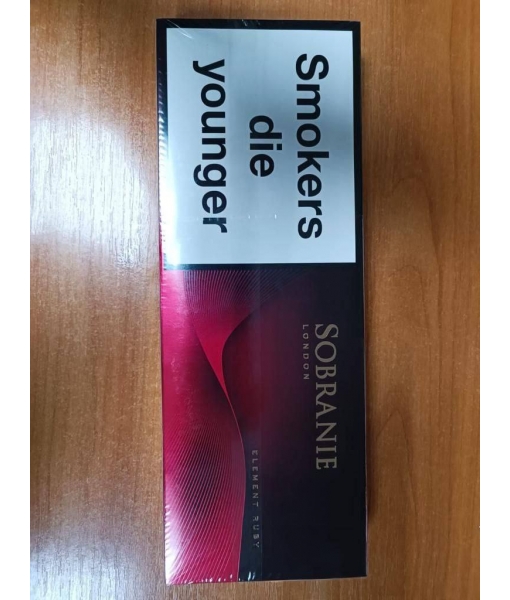 Smokers
die
younger
SOBRANIE
LONDON
ELEMENT RUBY